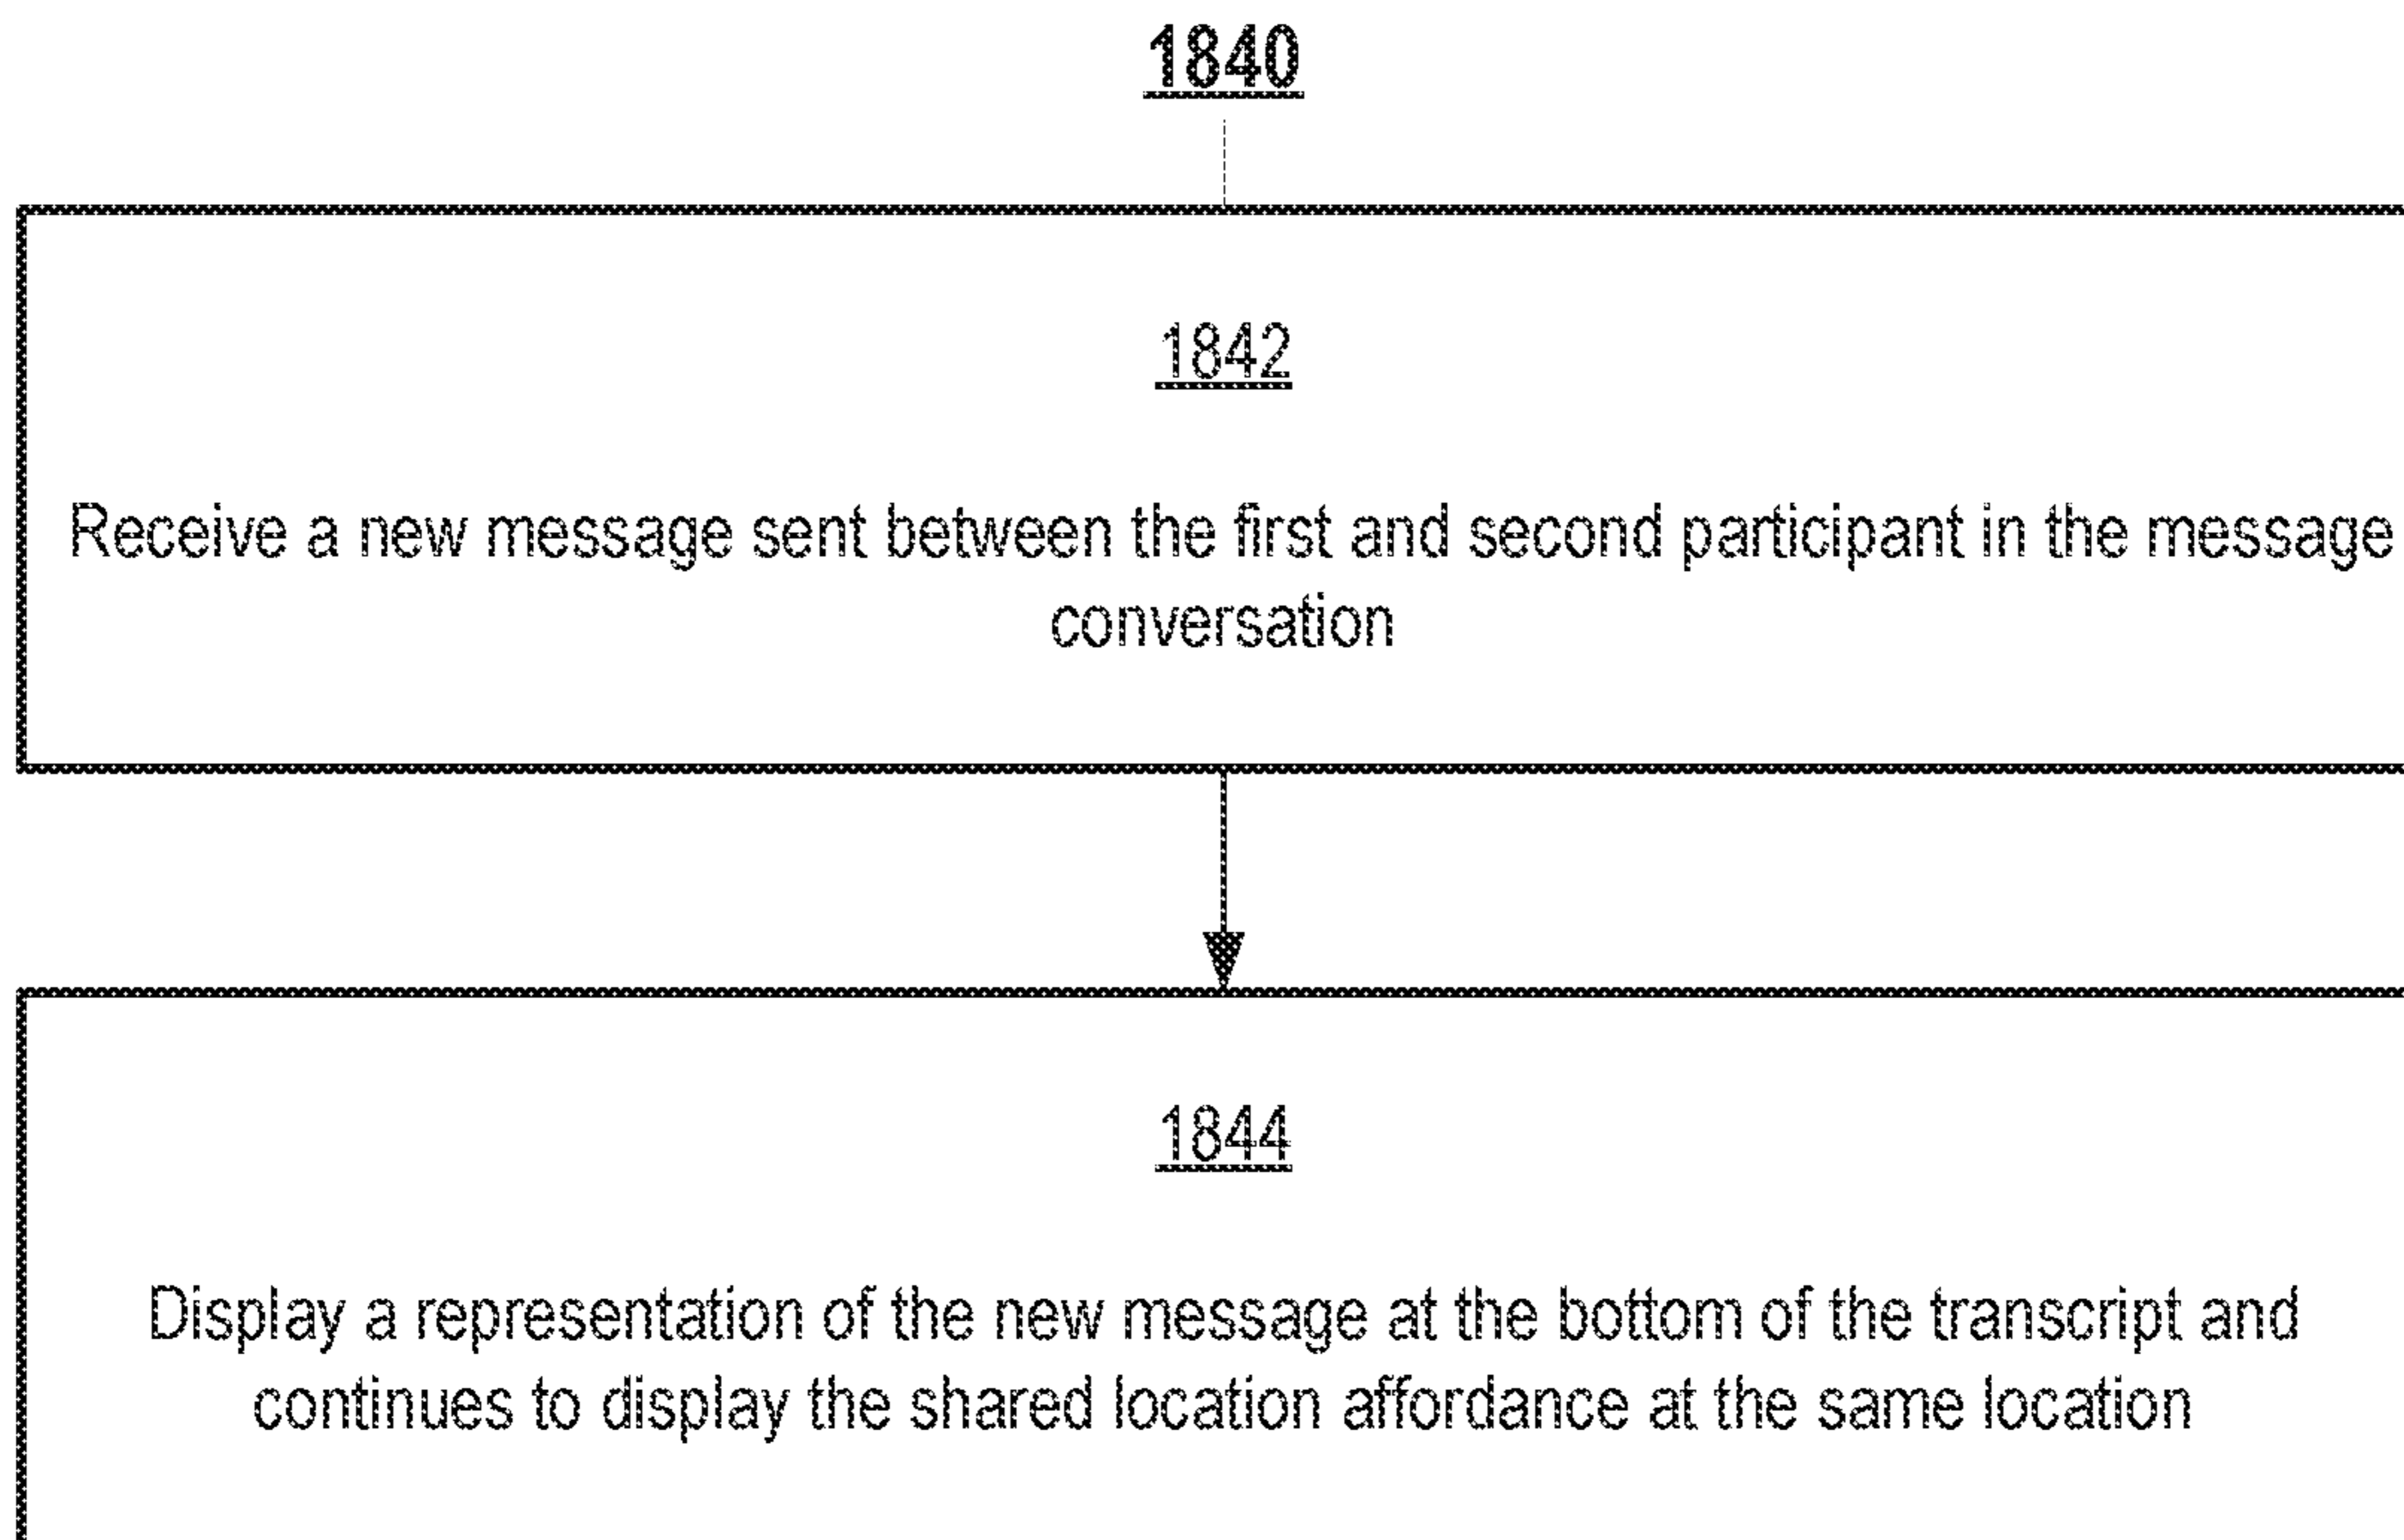 1840
1842
Receive a new message sent between the first and second participant in the message
conversation
1844
Display a representation of the new message at the bottom of the transcript and
continues to display the shared location affordance at the same location